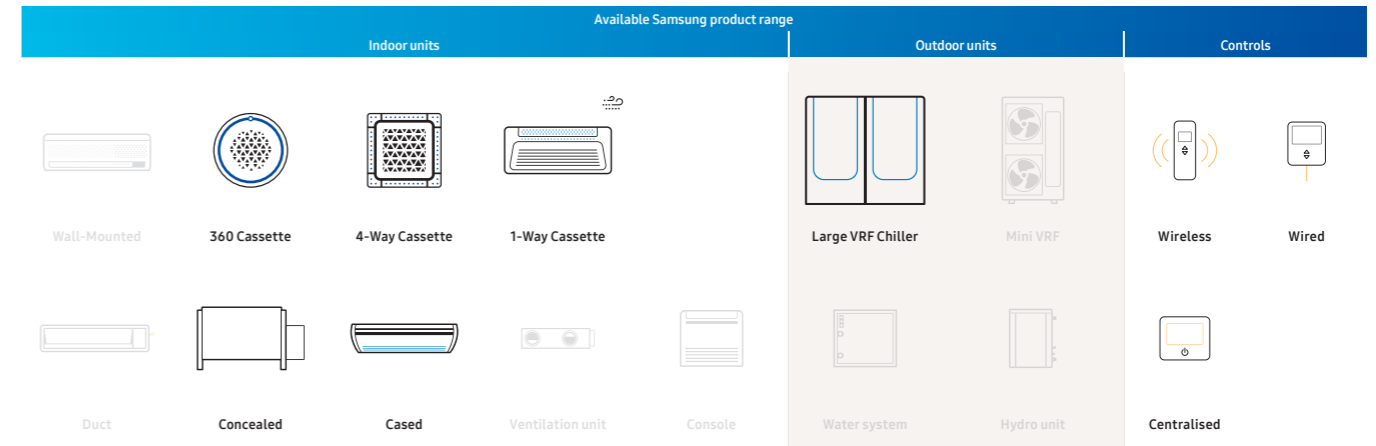 Available Samsung product range
Indoor units
Outdoor units
Controls
Wall-Mounted
360 Cassette
4-Way Cassette
1-Way Cassette
Large VRF Chiller
Mini VRF
Wireless
Wired
Duct
Concealed
Cased
Ventilation unit
Console
Water system
Hydro unit
Centralised